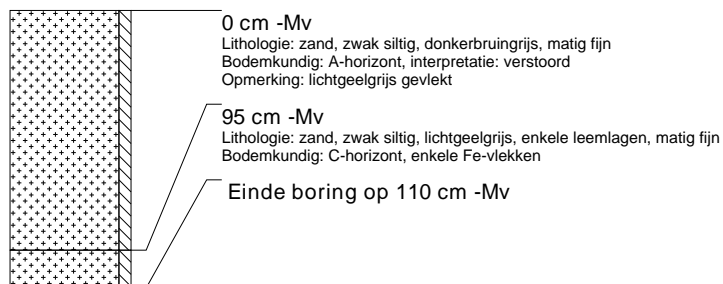 0 cm -Mv
Lithologie: zand, zwak siltig, donkerbruingrijs, matig fijn
Bodemkundig: A-horizont, interpretatie: verstoord
Opmerking: lichtgeelgrijs gevlekt
95 cm -Mv
Lithologie: zand, zwak siltig, lichtgeelgrijs, enkele leemlagen, matig fijn
Bodemkundig: C-horizont, enkele Fe-vlekken
Einde boring op 110 cm -Mv